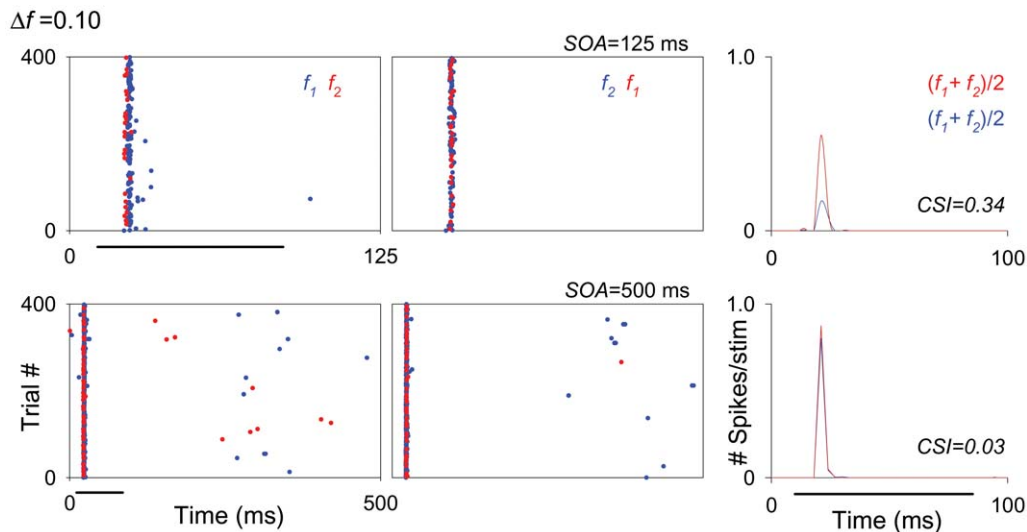 Δf =0.10
SOA=125 ms
400
1.0
f1 f2
f2 f1
(f1+ f2)/2
(f1+ f2)/2
CSI=0.34
0
0
0 125
0 100
SOA=500 ms
400
1.0
Trial #
# Spikes/stim
CSI=0.03
0
0
0 500
0 100
Time (ms)
Time (ms)